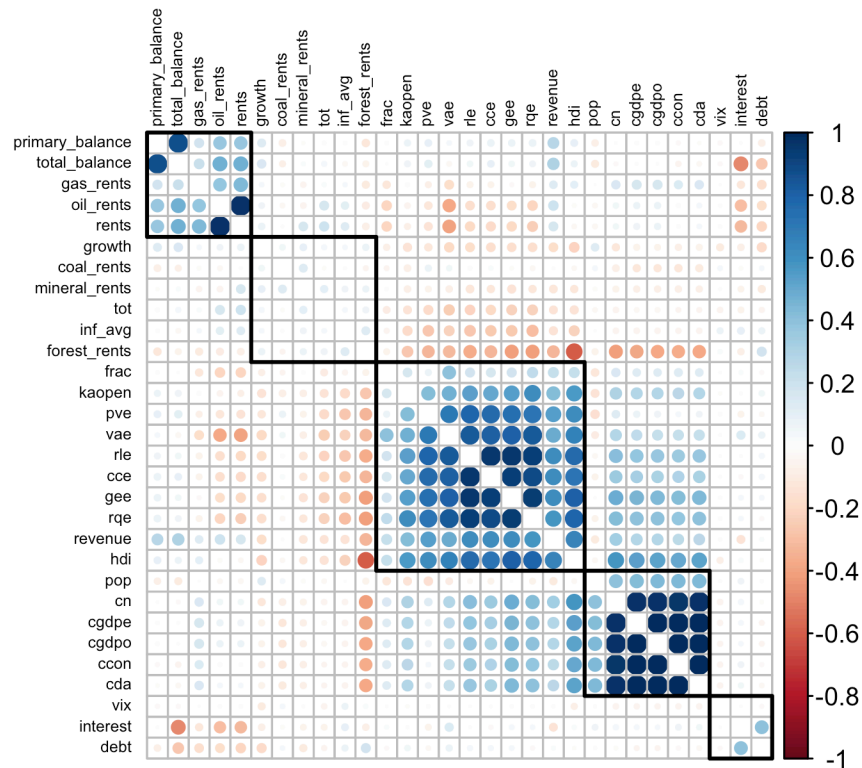 primary_balance
total_balance
gas_rents
oil_rents
rents
growth
coal_rents
mineral_rents
tot
inf_avg
forest_rents
frac
kaopen
pve
vae
rle
cce
gee
rqe
revenue
hdi
pop
cn
cgdpe
cgdpo
ccon
cda
vix
interest
debt
primary_balance
total_balance
gas_rents
oil_rents
rents
growth
coal_rents
mineral_rents
tot
inf_avg
forest_rents
frac
kaopen
pve
vae
rle
cce
gee
rqe
revenue
hdi
pop
cn
cgdpe
cgdpo
ccon
cda
vix
interest
debt
1
0.8
0.6
0.4
0.2
0
-0.2
-0.4
-0.6
-0.8
-1